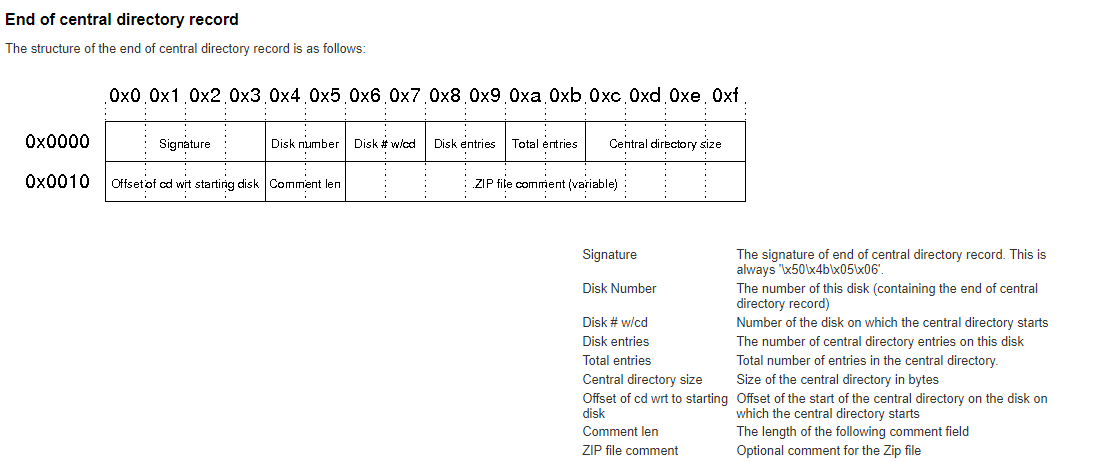 End of central directory record
The structure of the end of central directory record is as follows:
0x0 0x1 0x2 0x3 0x4 0x5 0x6 0x7 0x8 0x9 0xa 0xb 0xc 0xd 0xe 0xf
0x0000 Signature Disk number Disk # w/cd Disk entries Total entries Central directory size
0x0010 Offset of cd wrt starting disk Comment len .ZIP file comment (variable)
Signature The signature of end of central directory record. This is
always '\x50\x4b\x05\x06'.
Disk Number The number of this disk (containing the end of central
directory record)
Disk # w/cd Number of the disk on which the central directory starts
Disk entries The number of central directory entries on this disk
Total entries Total number of entries in the central directory.
Central directory size Size of the central directory in bytes
Offset of cd wrt to starting Offset of the start of the central directory on the disk on
disk which the central directory starts
Comment len The length of the following comment field
ZIP file comment Optional comment for the Zip file